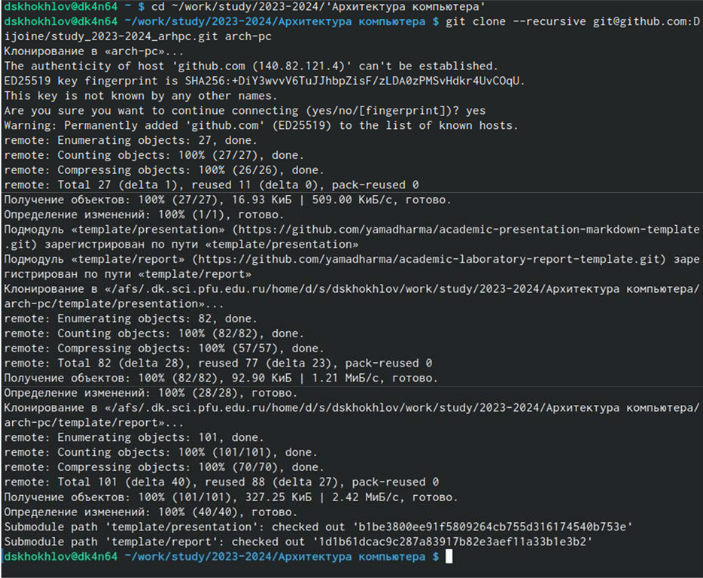 dskhokhlov@dk4n64 ~ $ cd ~/work/study/2023-2024/'Архитектура компьютера'
dskhokhlov@dk4n64 ~/work/study/2023-2024/Архитектура компьютера $ git clone --recursive git@github.com:D
ijoine/study_2023-2024_arhpc.git arch-pc
Клонирование в «arch-pc»...
The authenticity of host 'github.com (140.82.121.4)' can't be established.
ED25519 key fingerprint is SHA256:+DiY3wvvV6TuJJhbpZisF/zLDA0zPMSvHdkr4UvCOqU.
This key is not known by any other names.
Are you sure you want to continue connecting (yes/no/[fingerprint])? yes
Warning: Permanently added 'github.com' (ED25519) to the list of known hosts.
remote: Enumerating objects: 27, done.
remote: Counting objects: 100% (27/27), done.
remote: Compressing objects: 100% (26/26), done.
remote: Total 27 (delta 1), reused 11 (delta 0), pack-reused 0
Получение объектов: 100% (27/27), 16.93 КиБ | 509.00 КиБ/с, готово.
Определение изменений: 100% (1/1), готово.
Подмодуль «template/presentation» (https://github.com/yamadharma/academic-presentation-markdown-template
.git) зарегистрирован по пути «template/presentation»
Подмодуль «template/report» (https://github.com/yamadharma/academic-laboratory-report-template.git) заре
гистрирован по пути «template/report»
Клонирование в «/afs/.dk.sci.pfu.edu.ru/home/d/s/dskhokhlov/work/study/2023-2024/Архитектура компьютера/
arch-pc/template/presentation»...
remote: Enumerating objects: 82, done.
remote: Counting objects: 100% (82/82), done.
remote: Compressing objects: 100% (57/57), done.
remote: Total 82 (delta 28), reused 77 (delta 23), pack-reused 0
Получение объектов: 100% (82/82), 92.90 КиБ | 1.21 МиБ/с, готово.
Определение изменений: 100% (28/28), готово.
Клонирование в «/afs/.dk.sci.pfu.edu.ru/home/d/s/dskhokhlov/work/study/2023-2024/Архитектура компьютера/
arch-pc/template/report»...
remote: Enumerating objects: 101, done.
remote: Counting objects: 100% (101/101), done.
remote: Compressing objects: 100% (70/70), done.
remote: Total 101 (delta 40), reused 88 (delta 27), pack-reused 0
Получение объектов: 100% (101/101), 327.25 КиБ | 2.42 МиБ/с, готово.
Определение изменений: 100% (40/40), готово.
Submodule path 'template/presentation': checked out 'b1be3800ee91f5809264cb755d316174540b753e'
Submodule path 'template/report': checked out '1d1b61dcac9c287a83917b82e3aef11a33b1e3b2'
dskhokhlov@dk4n64 ~/work/study/2023-2024/Архитектура компьютера $